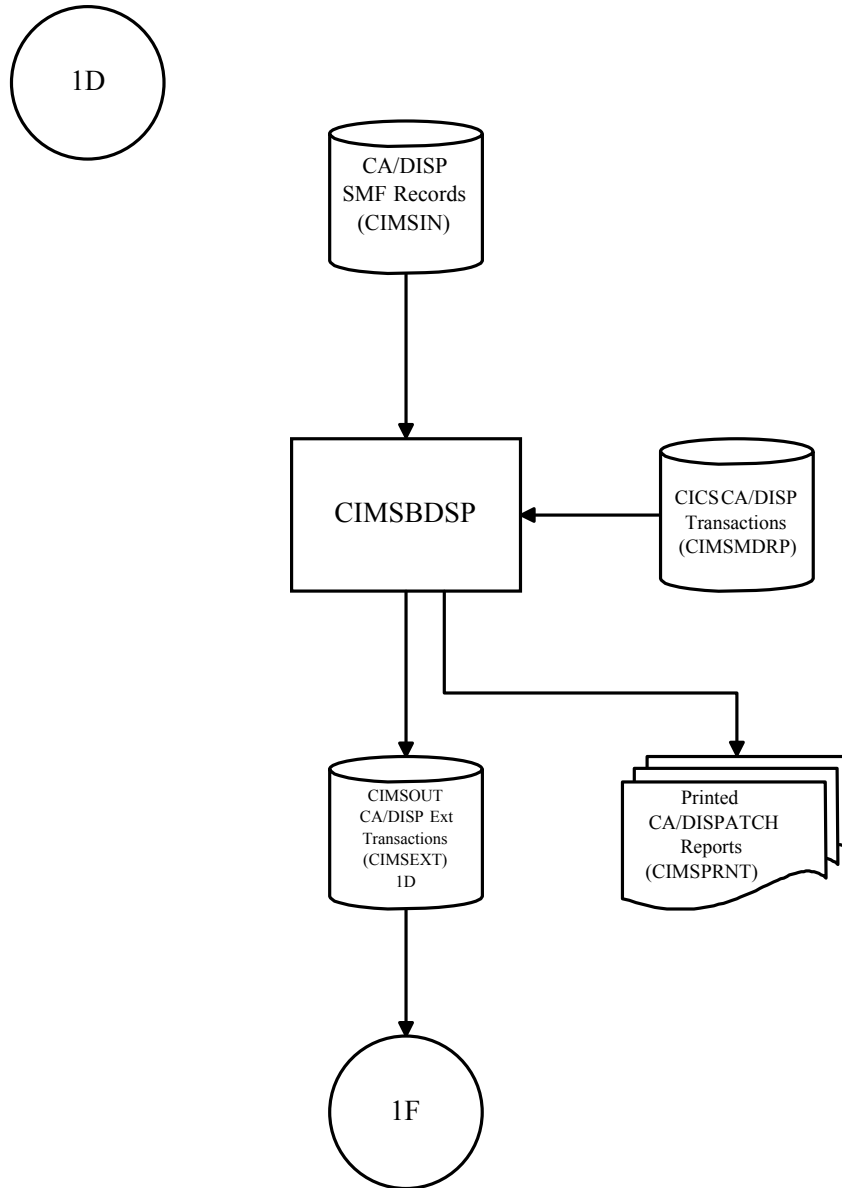 1D
CA/DISP
SMF Records
(CIMSIN)
CIMSBDSP
CICS CA/DISP
Transactions
(CIMSMDRP)
CIMSOUT
CA/DISP Ext
Transactions
(CIMSEXT)
1D
Printed
CA/DISPATCH
Reports
(CIMSPRNT)
1F